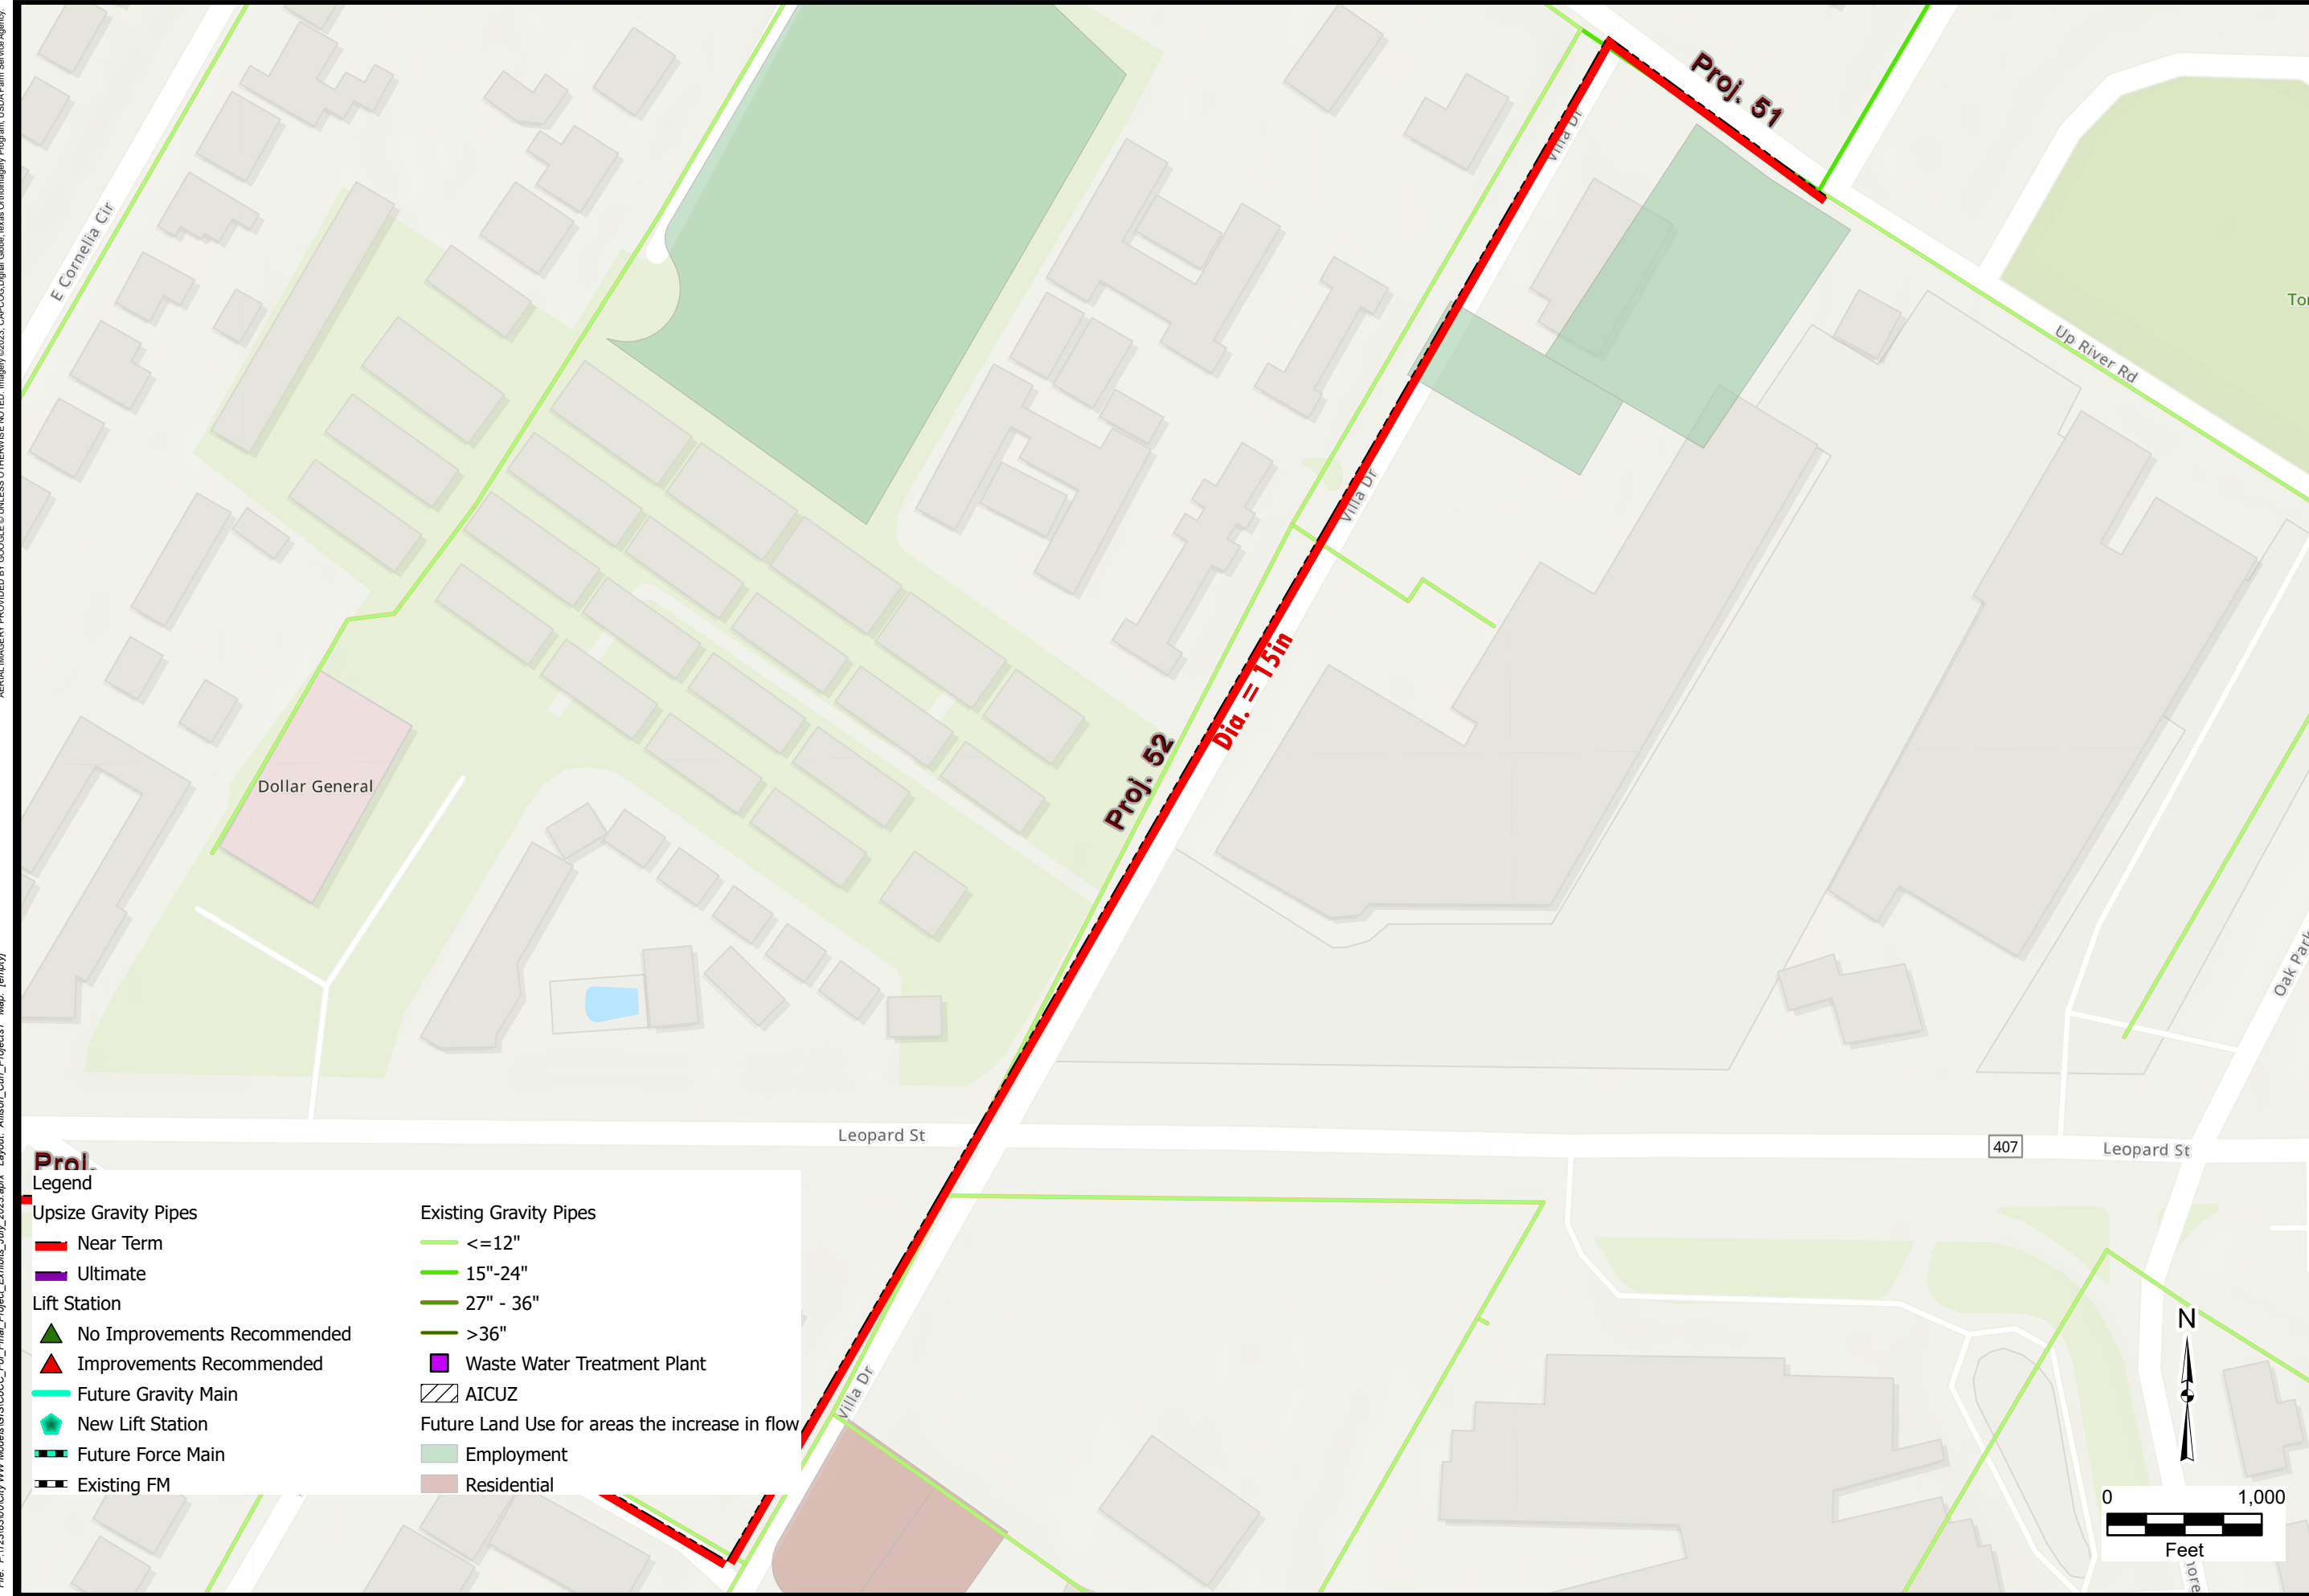 Proj. 51
Villa Dr
E Cornelia Cir
Up River Rd
Villa Dr
Dia. = 15in
Proj. 52
Dollar General
Oak Park
Leopard St
407
Leopard St
Proj.
Legend
Upsize Gravity Pipes
Near Term
Ultimate
Lift Station
No Improvements Recommended
Improvements Recommended
Future Gravity Main
New Lift Station
Future Force Main
Existing FM
Existing Gravity Pipes
<=12"
15"-24"
27" - 36"
>36"
Waste Water Treatment Plant
AICUZ
Future Land Use for areas the increase in flow
Employment
Residential
Villa Dr
N
0 1,000
Feet